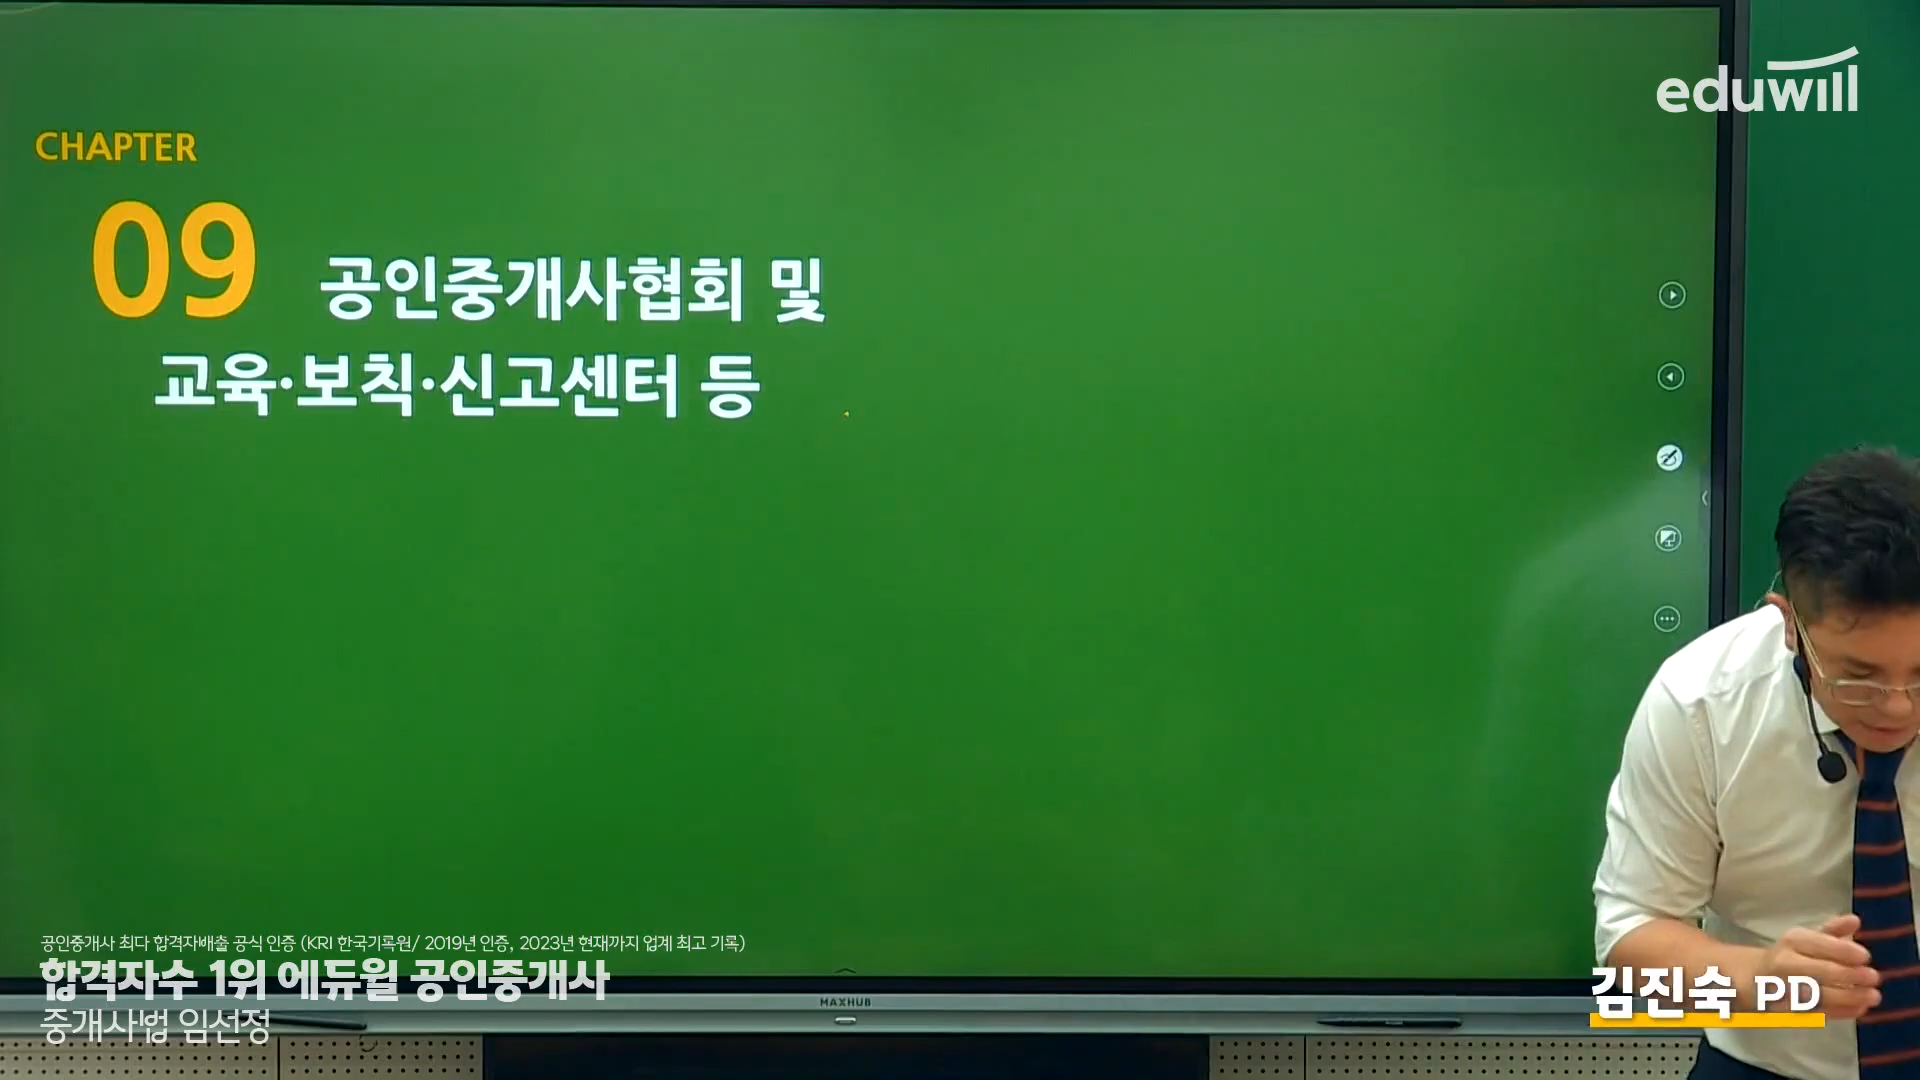 eduwill
CHAPTER
09 공인중개사협회 및
교육·보칙·신고센터 등
공인중개사 최다 합격자배출 공식 인증 (KRI 한국기록원/ 2019년 인증, 2023년 현재까지 업계 최고 기록)
합격자수 1위 에듀윌 공인중개사
중개사법 임선정
MAXHUB
김진숙 PD